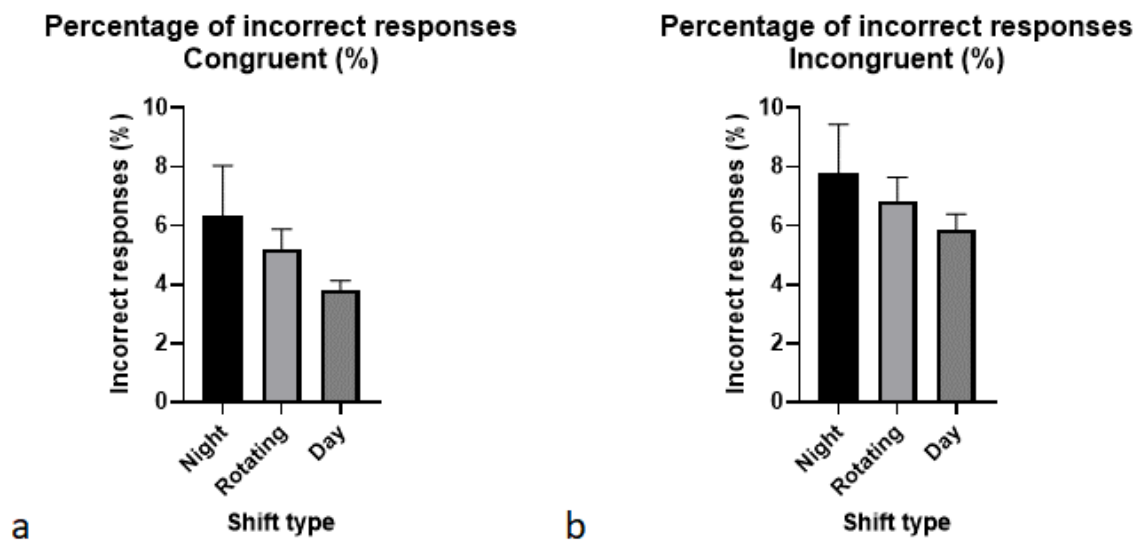 Percentage of incorrect responses
Congruent (%)
Incorrect responses (%)
10
8
6
4
2
0
Night
Rotating
Day
Shift type
a
Percentage of incorrect responses
Incongruent (%)
Incorrect responses (%)
10
8
6
4
2
0
Night
Rotating
Day
Shift type
b